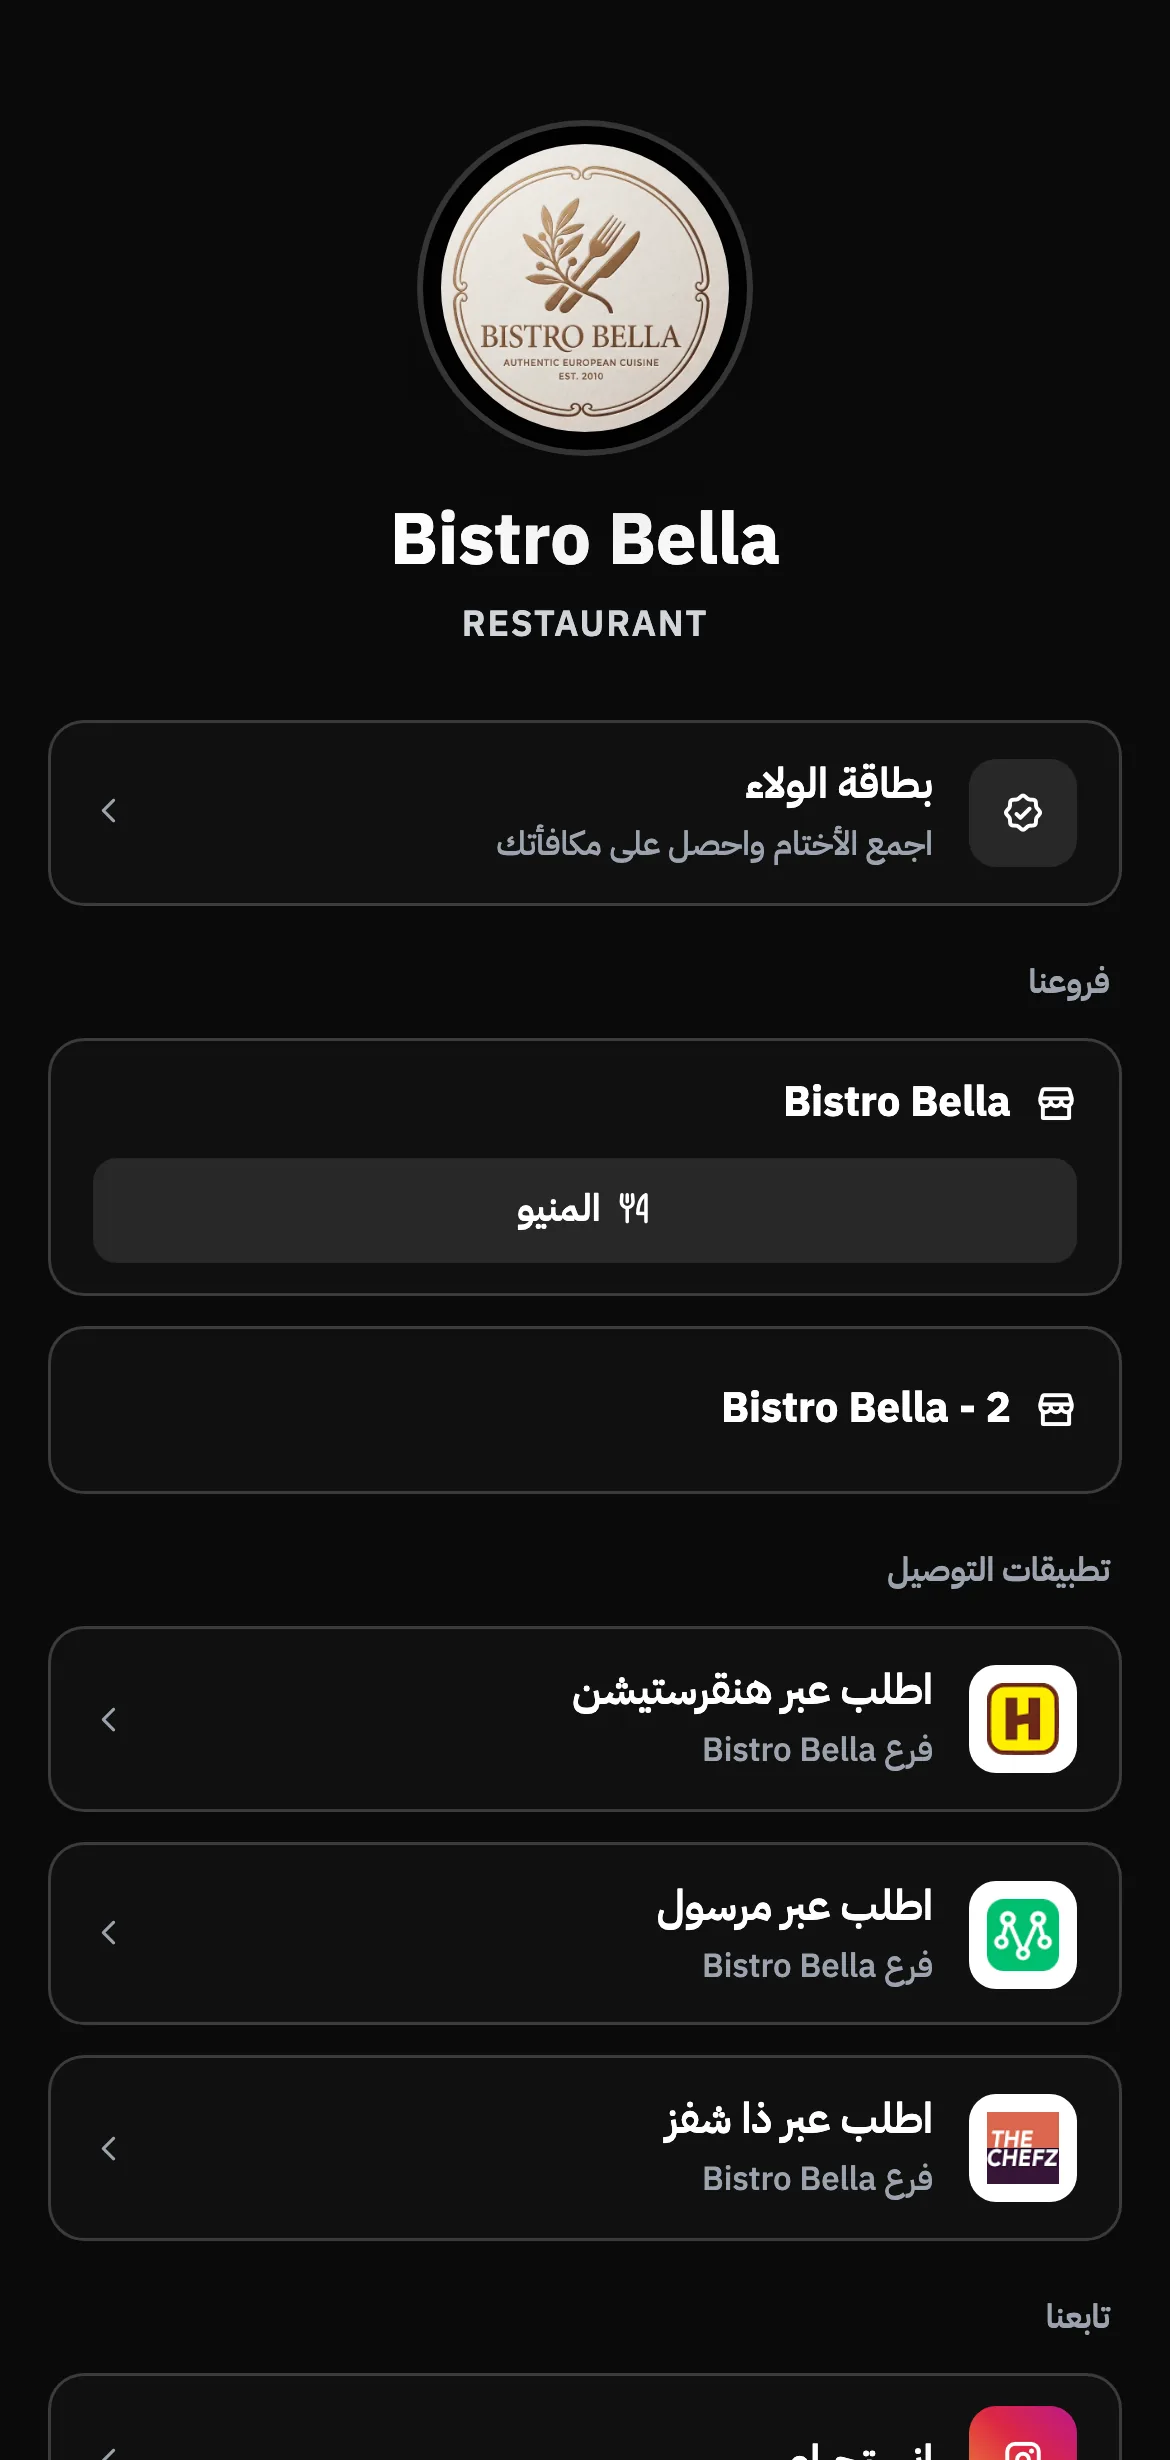 BISTRO BELLA
AUTHENTIC EUROPEAN CUISINE
EST. 2010
Bistro Bella
RESTAURANT
بطاقة الولاء
اجمع الأختام واحصل على مكافأتك
فروعنا
Bistro Bella
المنيو
Bistro Bella - 2
تطبيقات التوصيل
اطلب عبر هنقرستيشن
فرع Bistro Bella
اطلب عبر مرسول
فرع Bistro Bella
THE
CHEFZ
اطلب عبر ذا شفز
فرع Bistro Bella
تابعنا